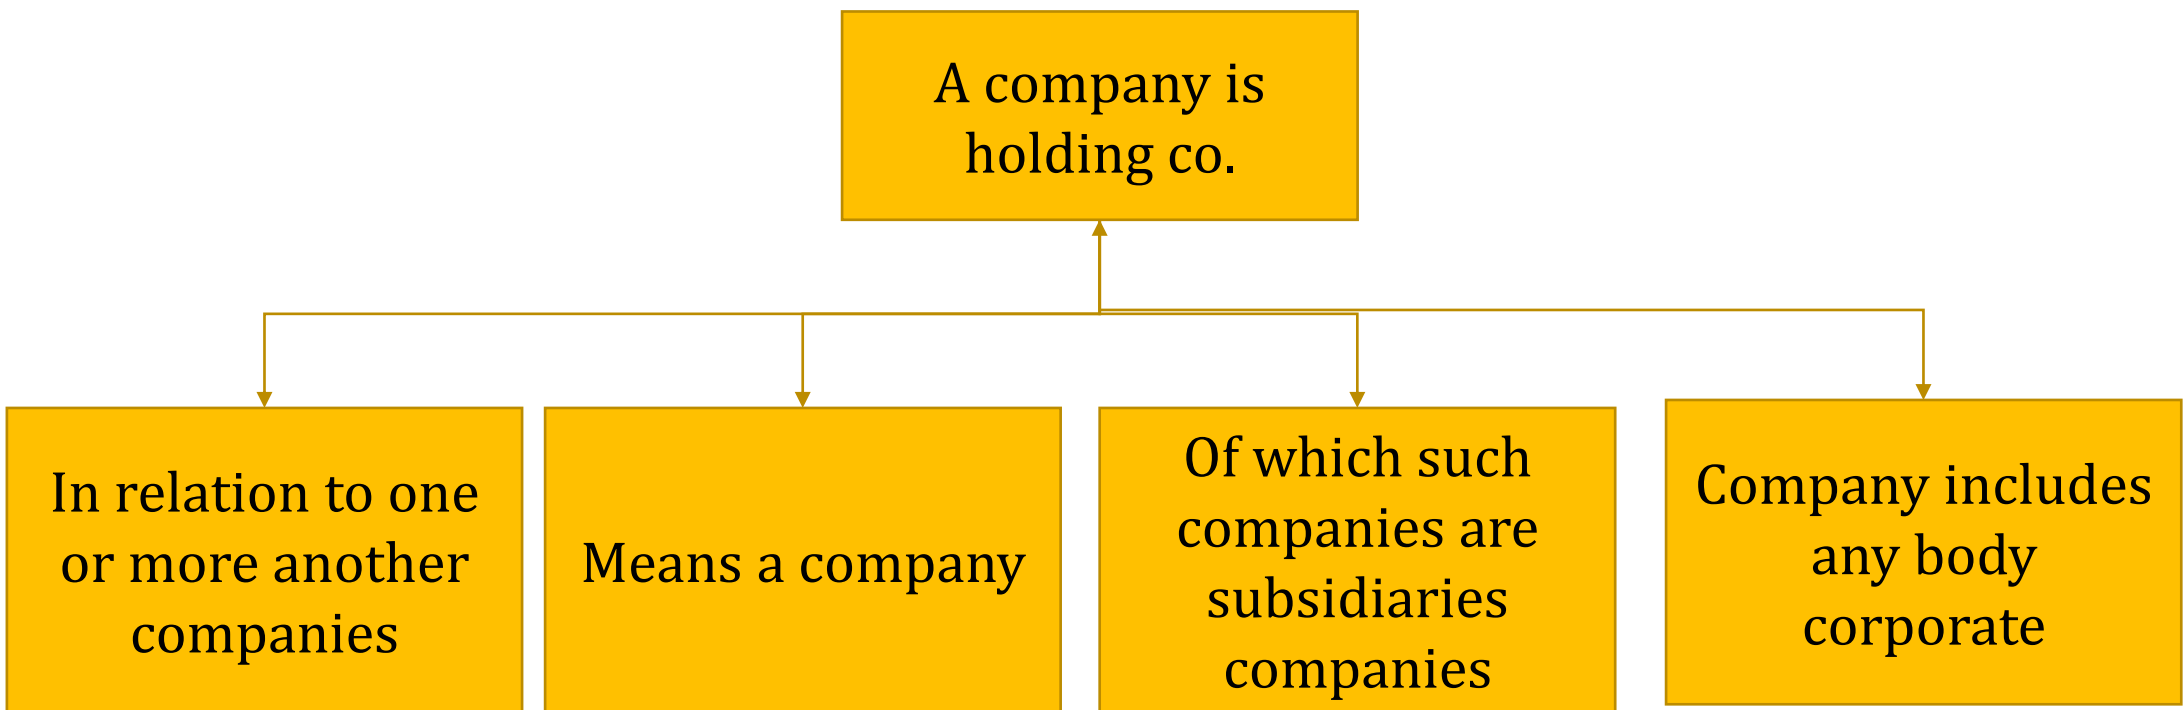 A company is
holding co.
In relation to one
or more another
companies
Means a company
Of which such
companies are
subsidiaries
companies
Company includes
any body
corporate